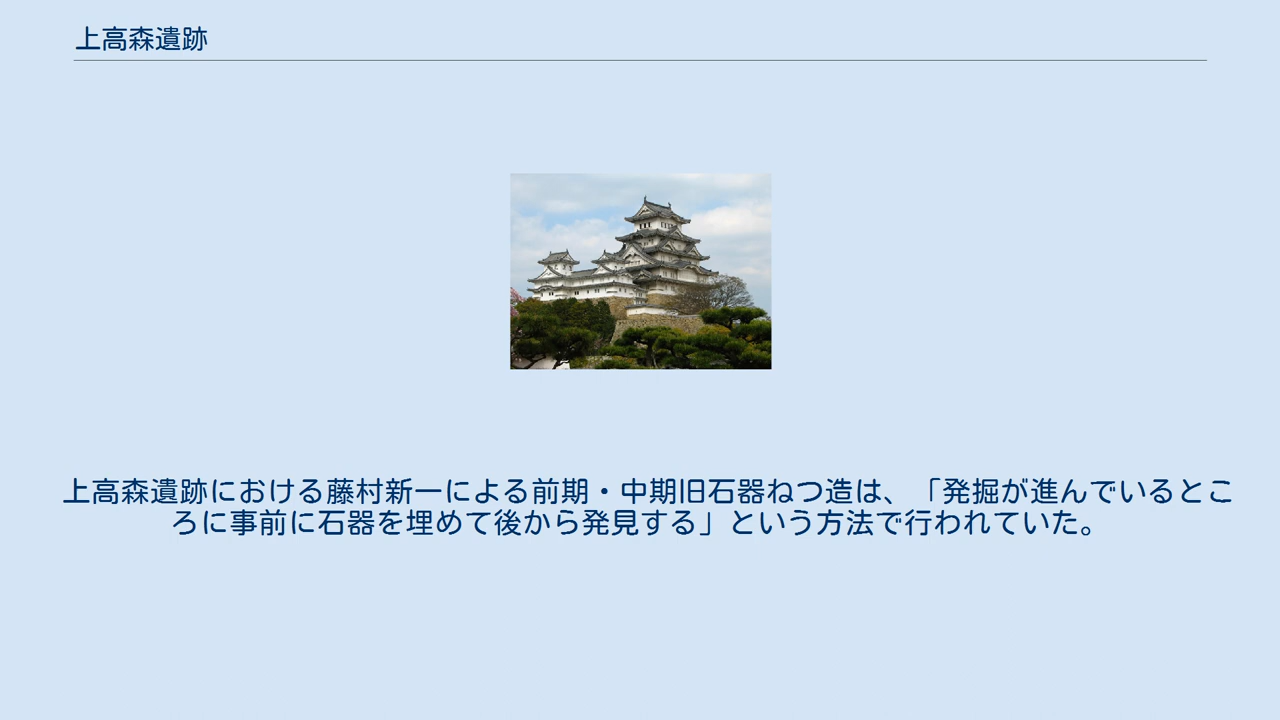 上高森遺跡
上高森遺跡における藤村新一による前期・中期旧石器ねつ造は、「発掘が進んでいるとこ
ろに事前に石器を埋めて後から発見する」という方法で行われていた。